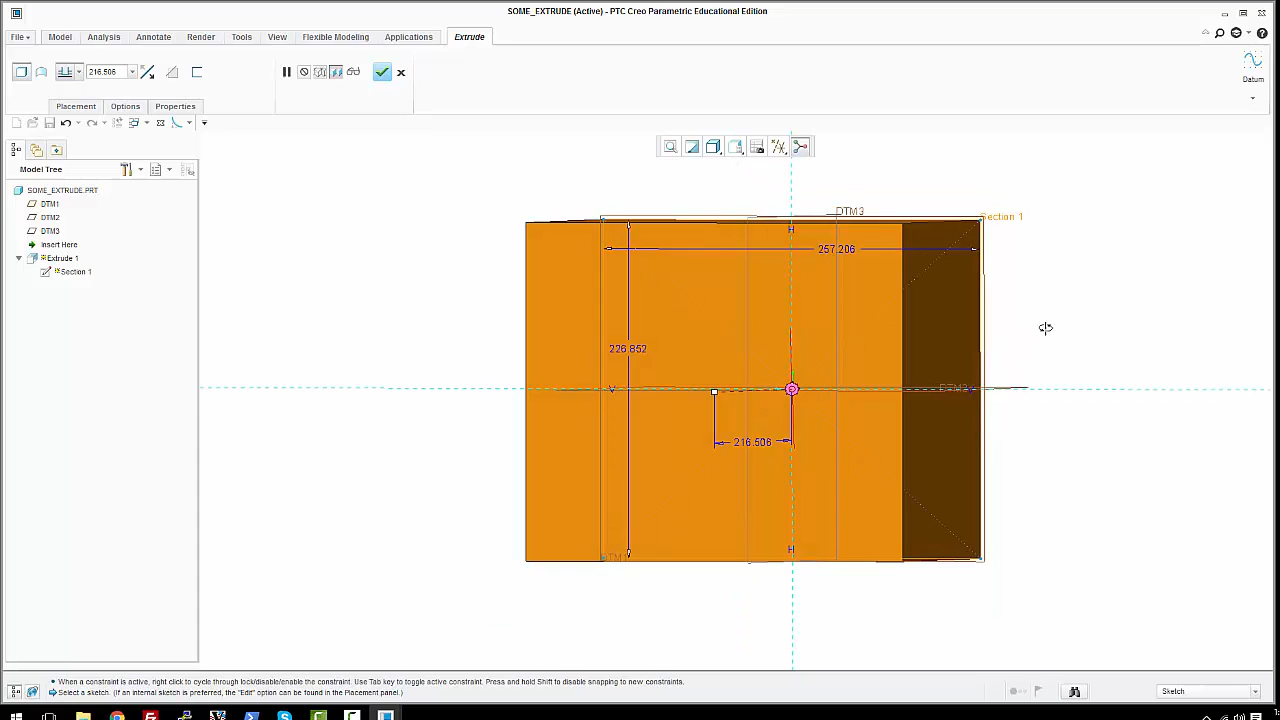 SOME_EXTRUDE (Active) - PTC Creo Parametric Educational Edition
File Model Analysis Annotate Render Tools View Flexible Modeling Applications Extrude
216.506
Datum
Placement Options Properties
Model Tree
SOME_EXTRUDE.PRT
DTM1
DTM2
DTM3
Insert Here
Extrude 1
Section 1
DTM3
Section 1
H
257.206
226.852
V
216.506
H
DTM1
When a constraint is active, right click to cycle through lock/disable/enable the constraint. Use Tab key to toggle active constraint. Press and hold Shift to disable snapping to new constraints.
Select a sketch. (If an internal sketch is preferred, the "Edit" option can be found in the Placement panel.)
Sketch